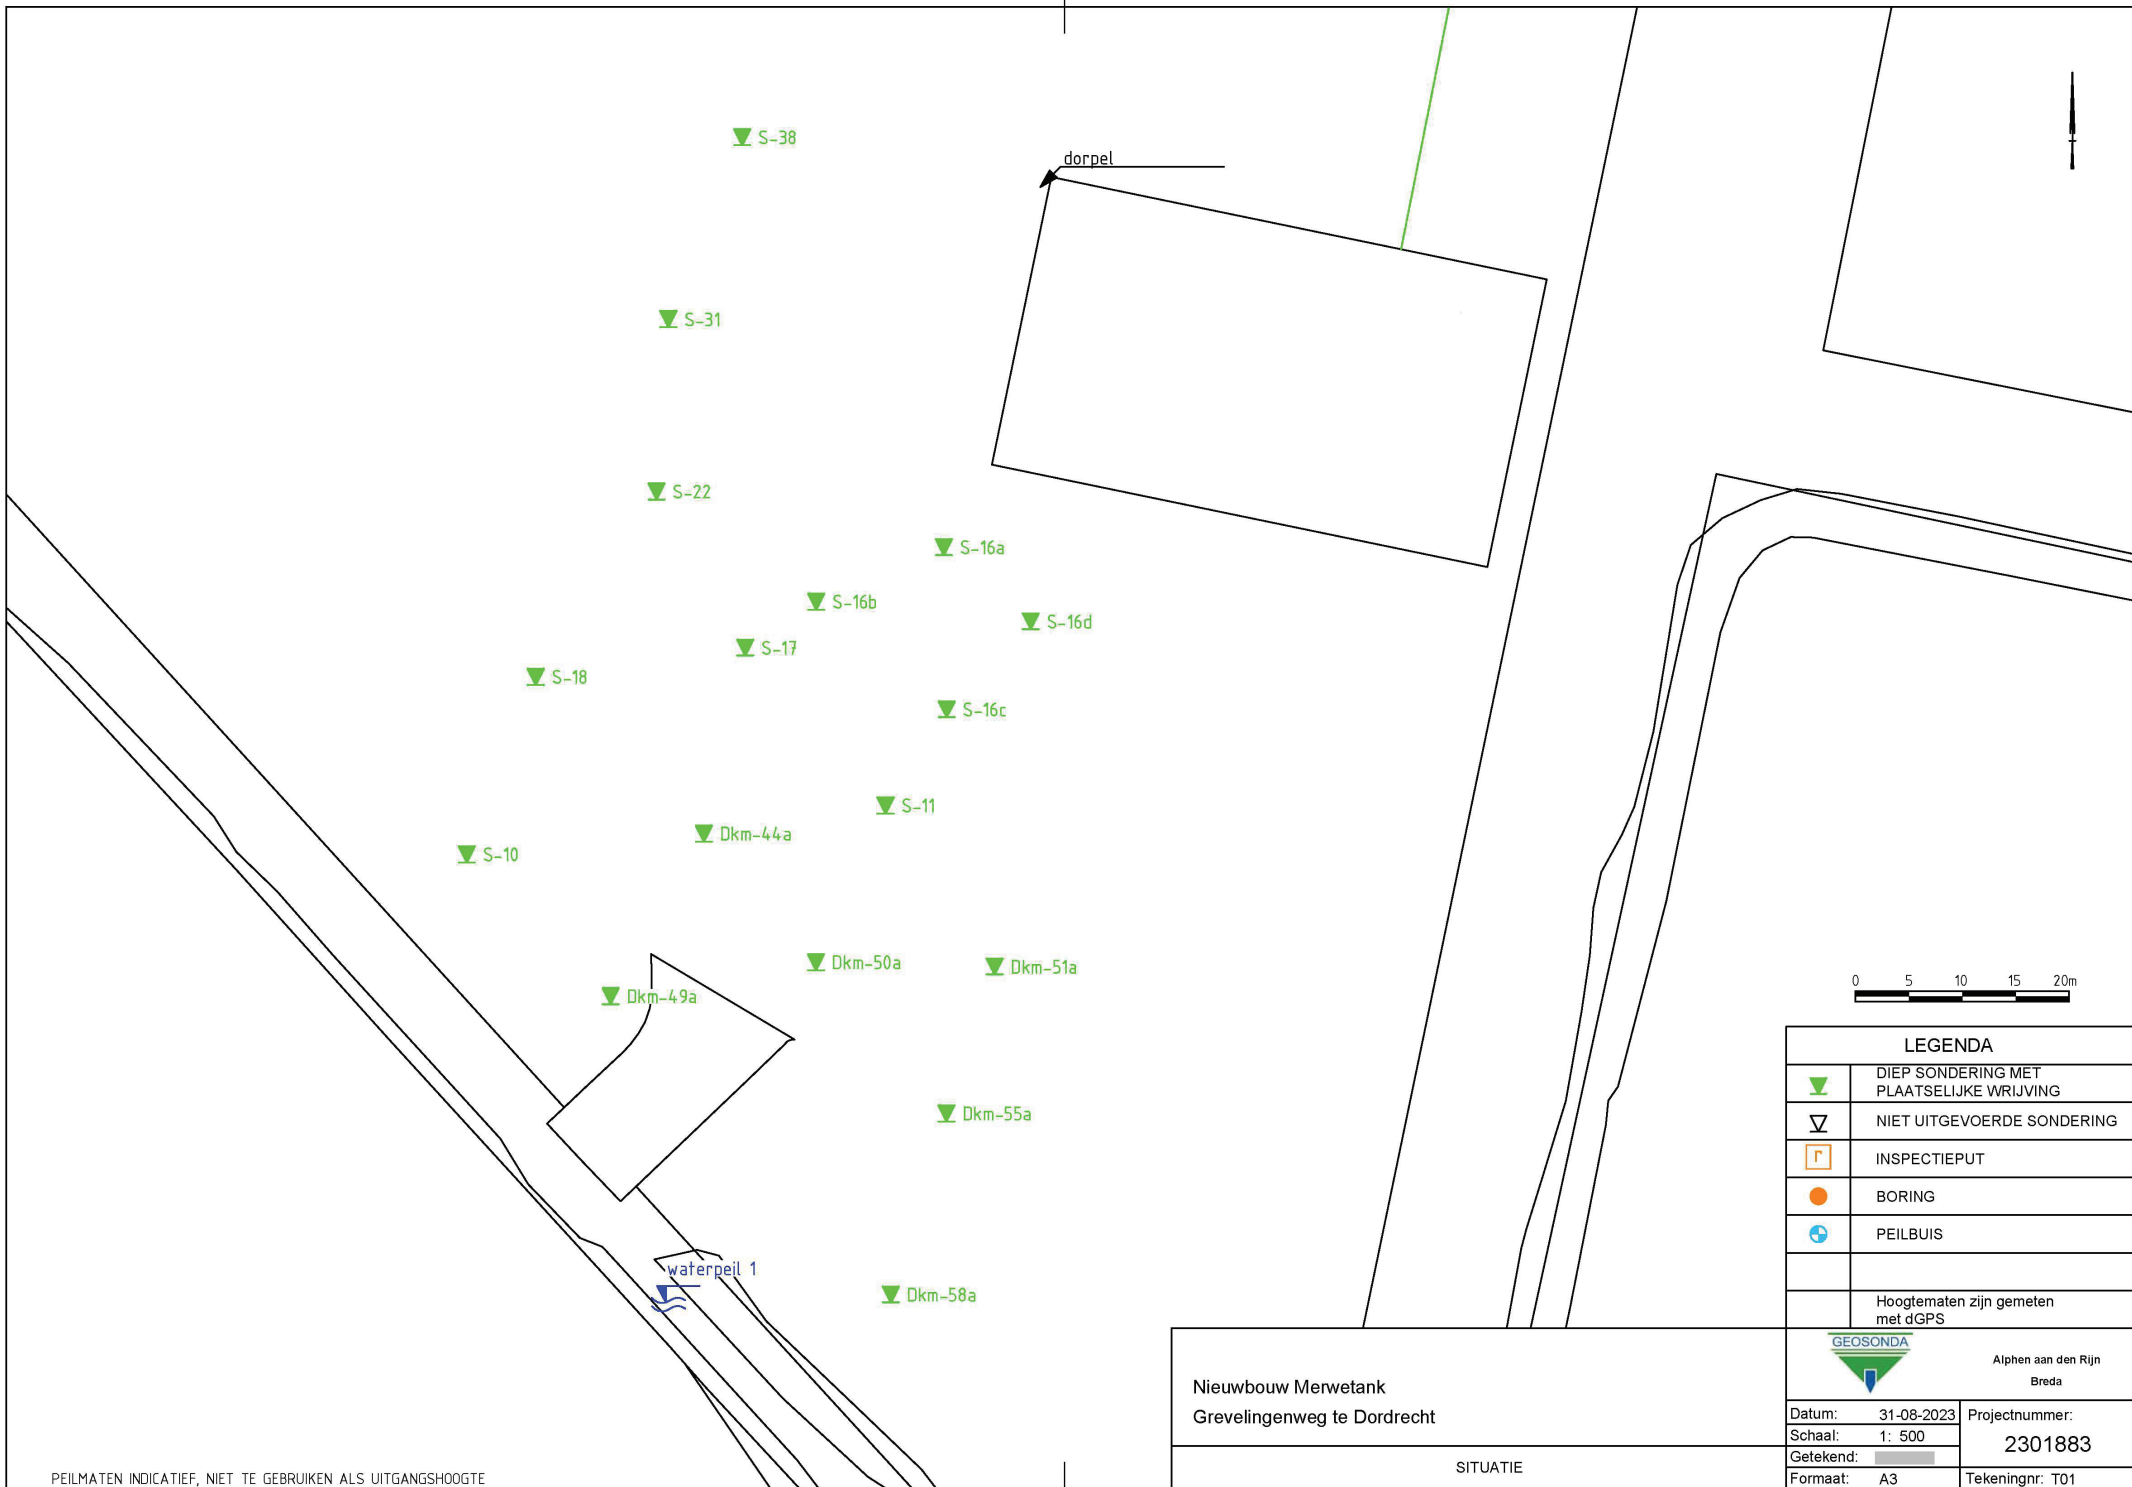 S-38
dorpel
S-31
S-22
S-16a
S-16b
S-16d
S-17
S-18
S-16c
S-11
Dkm-44a
S-10
Dkm-50a
Dkm-51a
Dkm-49a
Dkm-55a
waterpeil 1
Dkm-58a
0 5 10 15 20m
LEGENDA
DIEP SONDERING MET
PLAATSELIJKE WRIJVING
NIET UITGEVOERDE SONDERING
INSPECTIEPUT
BORING
PEILBUIS
Hoogtematen zijn gemeten
met dGPS
GEOSONDA
Alphen aan den Rijn
Breda
Nieuwbouw Merwetank
Grevelingenweg te Dordrecht
SITUATIE
Datum: 31-08-2023
Schaal: 1: 500
Getekend:
Formaat: A3
Projectnummer:
2301883
Tekeningnr: T01
PEILMATEN INDICATIEF, NIET TE GEBRUIKEN ALS UITGANGSHOOGTE